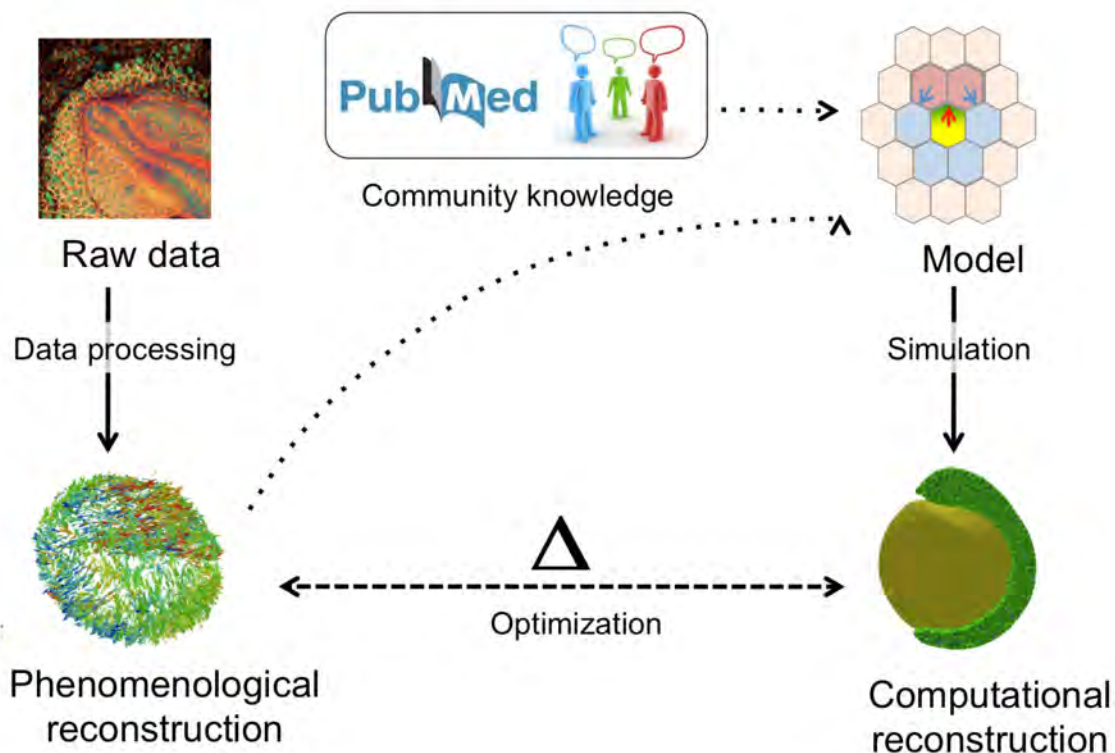 PubMed
Community knowledge
Raw data
Model
Data processing
Simulation
Δ
Optimization
Phenomenological
reconstruction
Computational
reconstruction